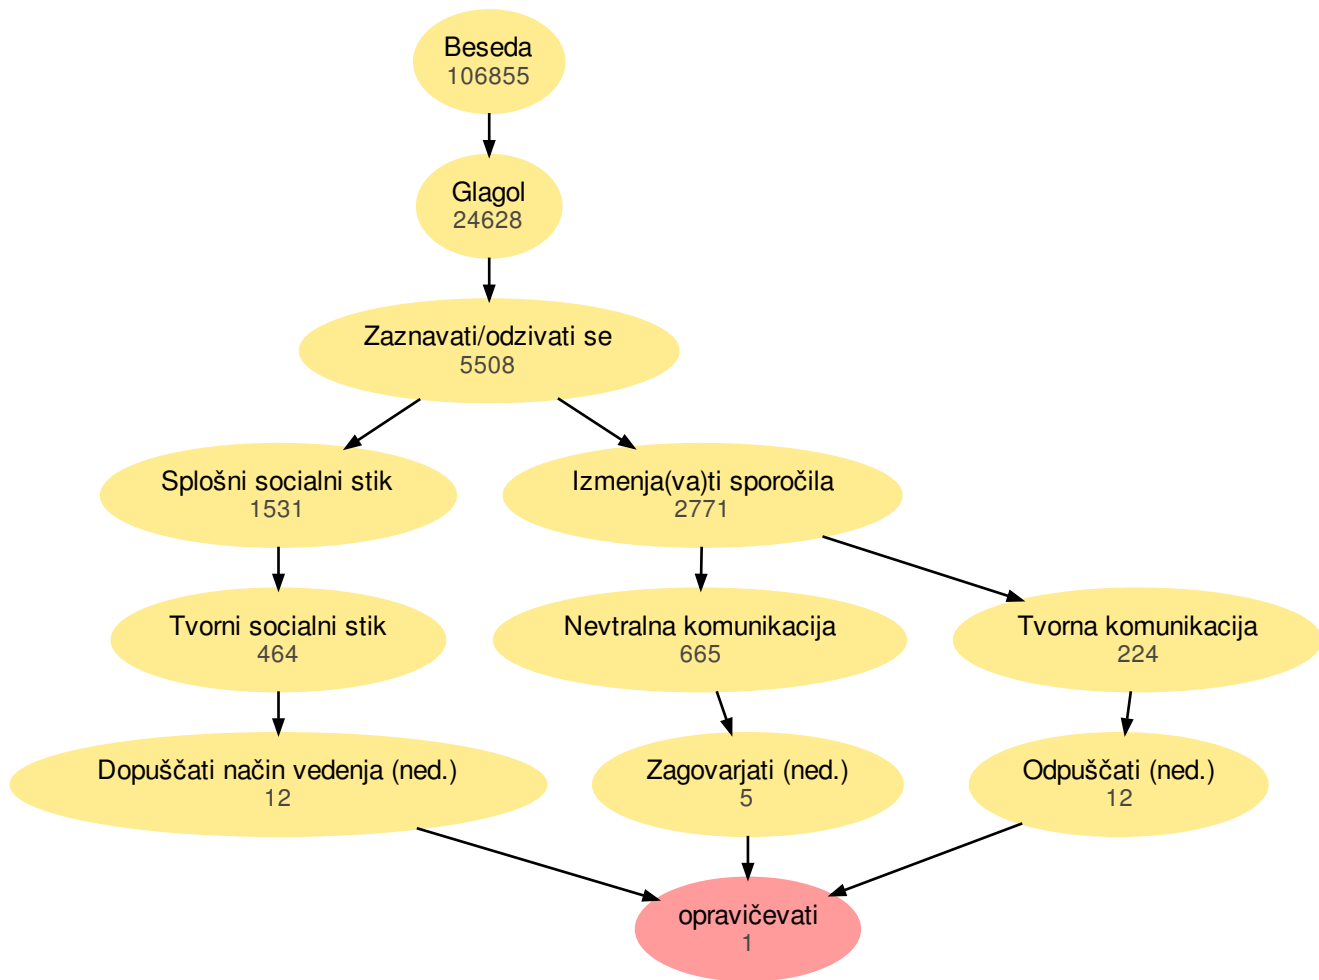 Beseda
106855
Glagol
24628
Zaznavati/odzivati se
5508
Splošni socialni stik
1531
Izmenja(va)ti sporočila
2771
Tvorni socialni stik
464
Nevtralna komunikacija
665
Tvorna komunikacija
224
Dopuščati način vedenja (ned.)
12
Zagovarjati (ned.)
5
Odpuščati (ned.)
12
opravičevati
1